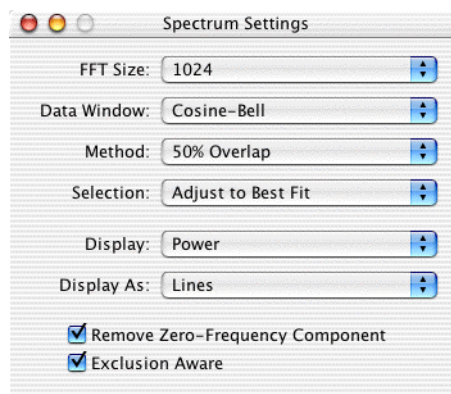 Spectrum Settings
FFT Size: 1024
Data Window: Cosine-Bell
Method: 50% Overlap
Selection: Adjust to Best Fit
Display: Power
Display As: Lines
Remove Zero-Frequency Component
Exclusion Aware